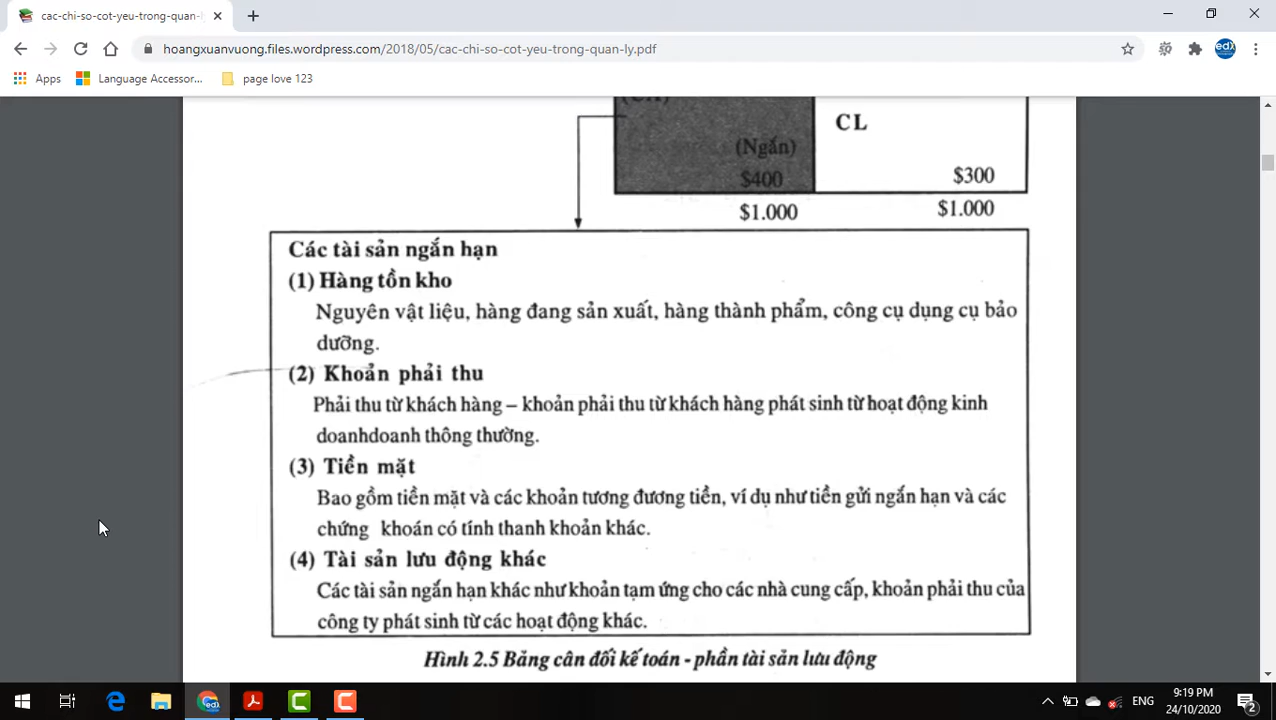 cac-chi-so-cot-yeu-trong-quan-l
hoangxuanvuong.files.wordpress.com/2018/05/cac-chi-so-cot-yeu-trong-quan-ly.pdf
edX
Apps
Language Accessor...
page love 123
CL
(Ngắn)
$400
$300
$1.000
$1.000
Các tài sản ngắn hạn
(1) Hàng tồn kho
Nguyên vật liệu, hàng đang sản xuất, hàng thành phẩm, công cụ dụng cụ bảo
dưỡng.
(2) Khoản phải thu
Phải thu từ khách hàng – khoản phải thu từ khách hàng phát sinh từ hoạt động kinh
doanhdoanh thông thường.
(3) Tiền mặt
Bao gồm tiền mặt và các khoản tương đương tiền, ví dụ như tiền gửi ngắn hạn và các
chứng khoán có tính thanh khoản khác.
(4) Tài sản lưu động khác
Các tài sản ngắn hạn khác như khoản tạm ứng cho các nhà cung cấp, khoản phải thu của
công ty phát sinh từ các hoạt động khác.
Hình 2.5 Bảng cân đối kế toán - phần tài sản lưu động
edX
ENG
9:19 PM
24/10/2020
2